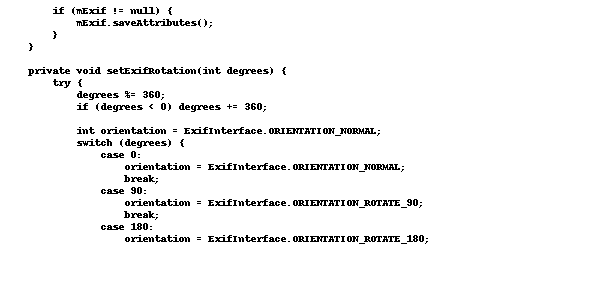 if (mExif != null) {
mExif.saveAttributes();
}
}
private void setExifRotation(int degrees) {
try {
degrees %= 360;
if (degrees < 0) degrees += 360;
int orientation = ExifInterface.ORIENTATION_NORMAL;
switch (degrees) {
case 0:
orientation = ExifInterface.ORIENTATION_NORMAL;
break;
case 90:
orientation = ExifInterface.ORIENTATION_ROTATE_90;
break;
case 180:
orientation = ExifInterface.ORIENTATION_ROTATE_180;